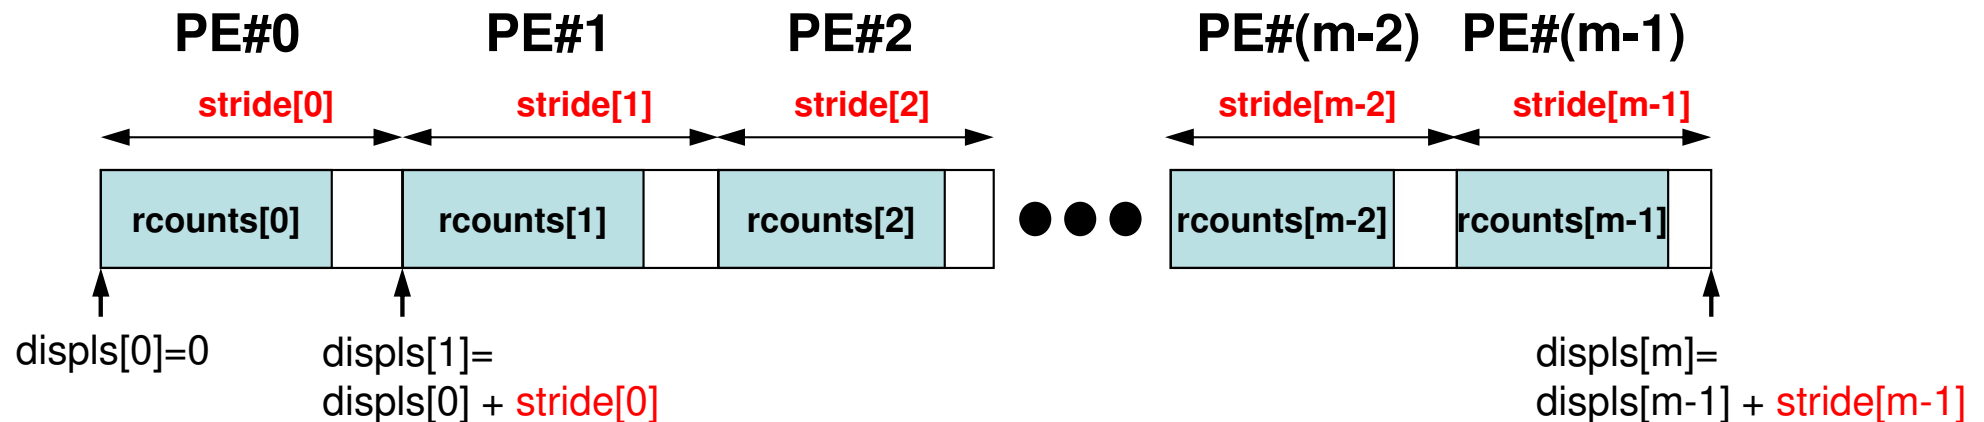 PE#0 PE#1 PE#2 PE#(m-2) PE#(m-1)
stride[0] stride[1] stride[2] stride[m-2] stride[m-1]
rcounts[0] rcounts[1] rcounts[2] rcounts[m-2] rcounts[m-1]
displs[0]=0 displs[1]= displs[m]=
displs[0] + stride[0] displs[m-1] + stride[m-1]